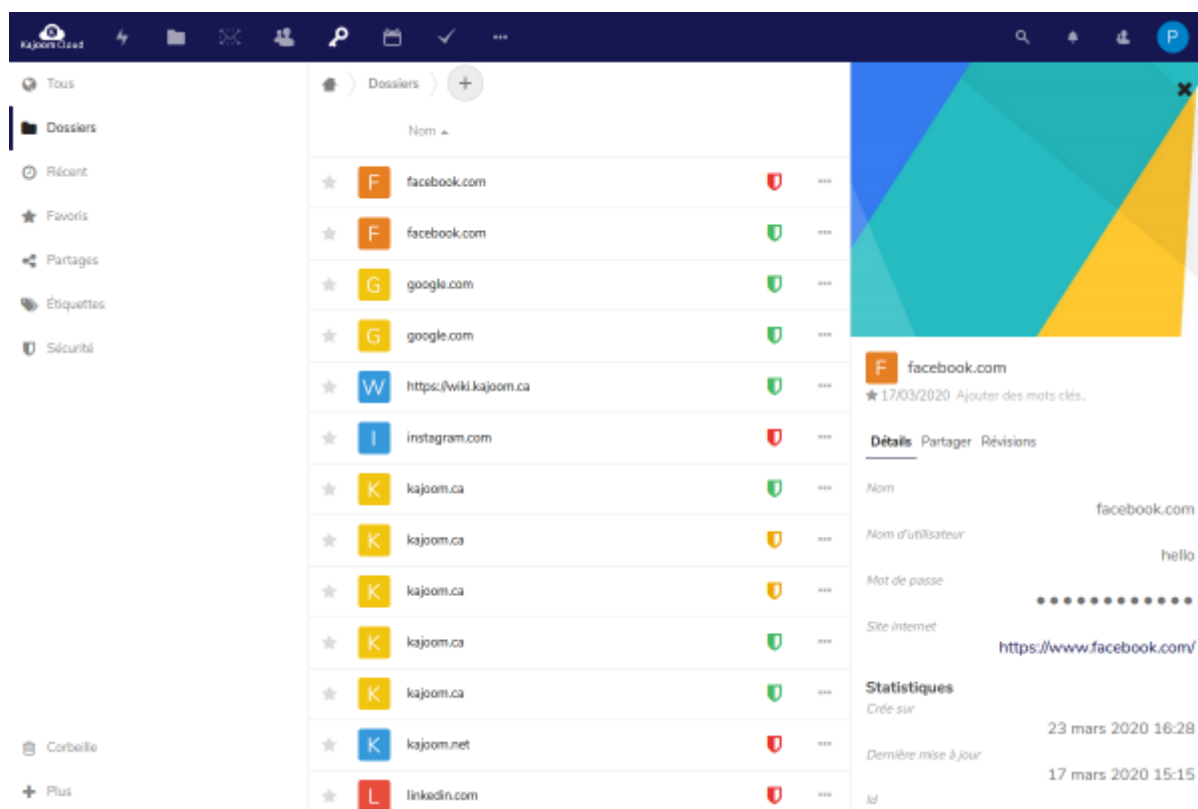 Kajoom Cloud
P
Tous
Dossiers
Récent
Favoris
Partages
Étiquettes
Sécurité
Corbeille
Plus
Dossiers
Nom
F facebook.com
F facebook.com
G google.com
G google.com
W https://wiki.kajoom.ca
I instagram.com
K kajoom.ca
K kajoom.ca
K kajoom.ca
K kajoom.ca
K kajoom.ca
K kajoom.net
L linkedin.com
F facebook.com
17/03/2020 Ajouter des mots clés.
Détails Partager Révisions
Nom
facebook.com
Nom d'utilisateur
hello
Mot de passe
●●●●●●●●●●●●
Site internet
https://www.facebook.com/
Statistiques
Crée sur
23 mars 2020 16:28
Dernière mise à jour
17 mars 2020 15:15
Id